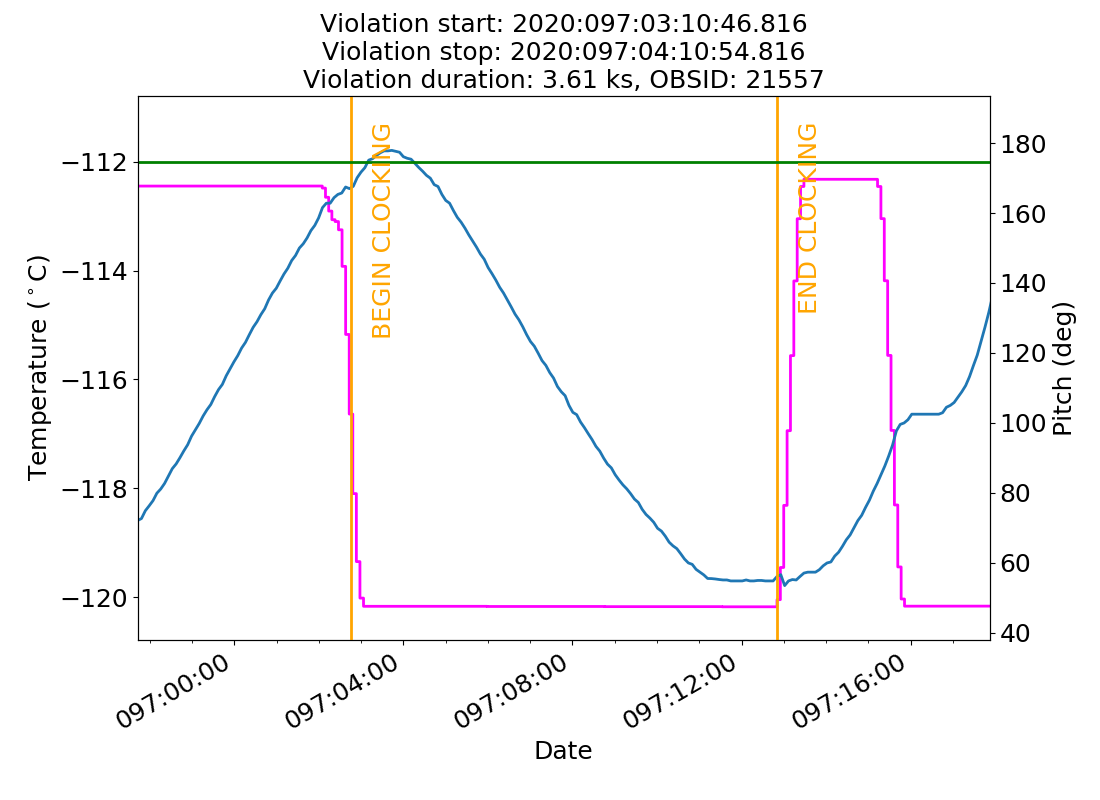 Violation start: 2020:097:03:10:46.816
Violation stop: 2020:097:04:10:54.816
Violation duration: 3.61 ks, OBSID: 21557
BEGIN CLOCKING
END CLOCKING
Temperature (°C)
−112
−114
−116
−118
−120
180
160
140
120
100
80
60
40
Pitch (deg)
097:00:00
097:04:00
097:08:00
097:12:00
097:16:00
Date